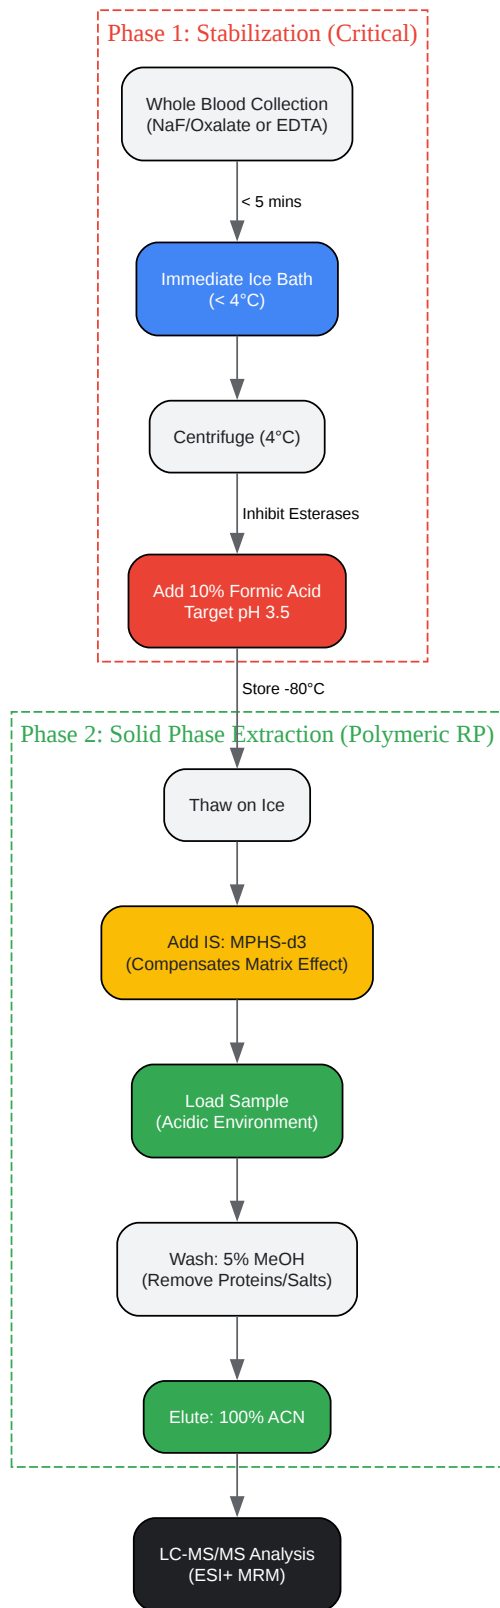 Phase 1: Stabilization (Critical)
Whole Blood Collection
(NaF/Oxalate or EDTA)
< 5 mins
Immediate Ice Bath
(< 4°C)
Centrifuge (4°C)
Inhibit Esterases
Add 10% Formic Acid
Target pH 3.5
Store -80°C
Phase 2: Solid Phase Extraction (Polymeric RP)
Thaw on Ice
Add IS: MPHS-d3
(Compensates Matrix Effect)
Load Sample
(Acidic Environment)
Wash: 5% MeOH
(Remove Proteins/Salts)
Elute: 100% ACN
LC-MS/MS Analysis
(ESI+ MRM)